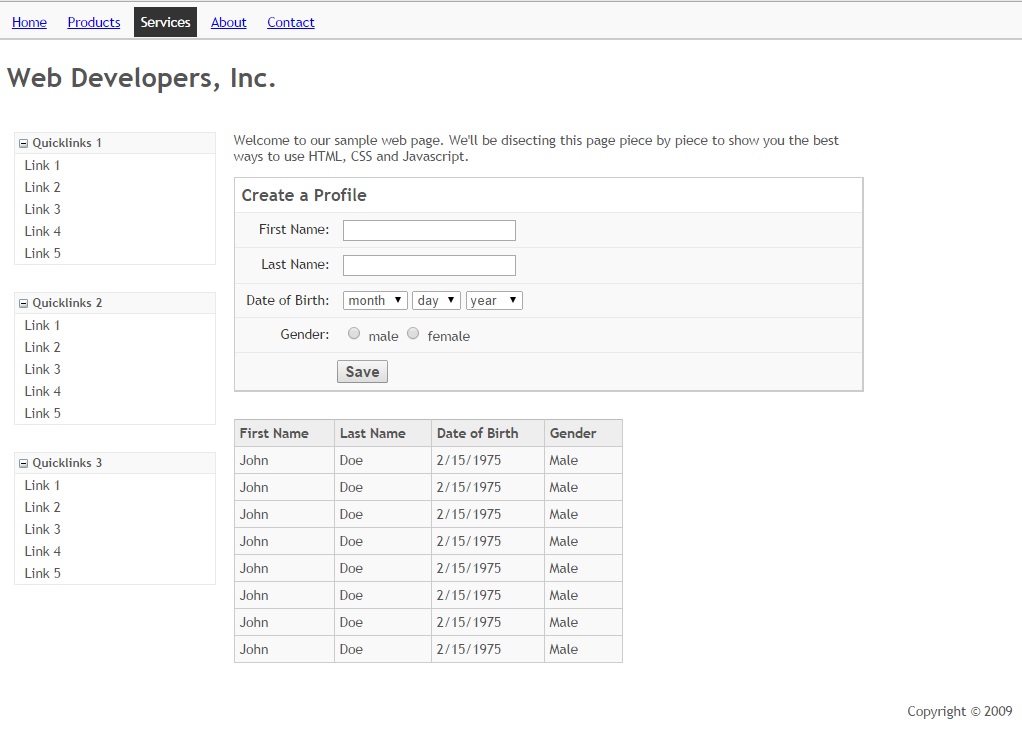 Home Products Services About Contact
Web Developers, Inc.
Quicklinks 1
Link 1
Link 2
Link 3
Link 4
Link 5
Quicklinks 2
Link 1
Link 2
Link 3
Link 4
Link 5
Quicklinks 3
Link 1
Link 2
Link 3
Link 4
Link 5
Welcome to our sample web page. We'll be disecting this page piece by piece to show you the best
ways to use HTML, CSS and Javascript.
Create a Profile
First Name:
Last Name:
Date of Birth: month day year
Gender: male female
Save
First Name Last Name Date of Birth Gender
John Doe 2/15/1975 Male
John Doe 2/15/1975 Male
John Doe 2/15/1975 Male
John Doe 2/15/1975 Male
John Doe 2/15/1975 Male
John Doe 2/15/1975 Male
John Doe 2/15/1975 Male
John Doe 2/15/1975 Male
Copyright © 2009